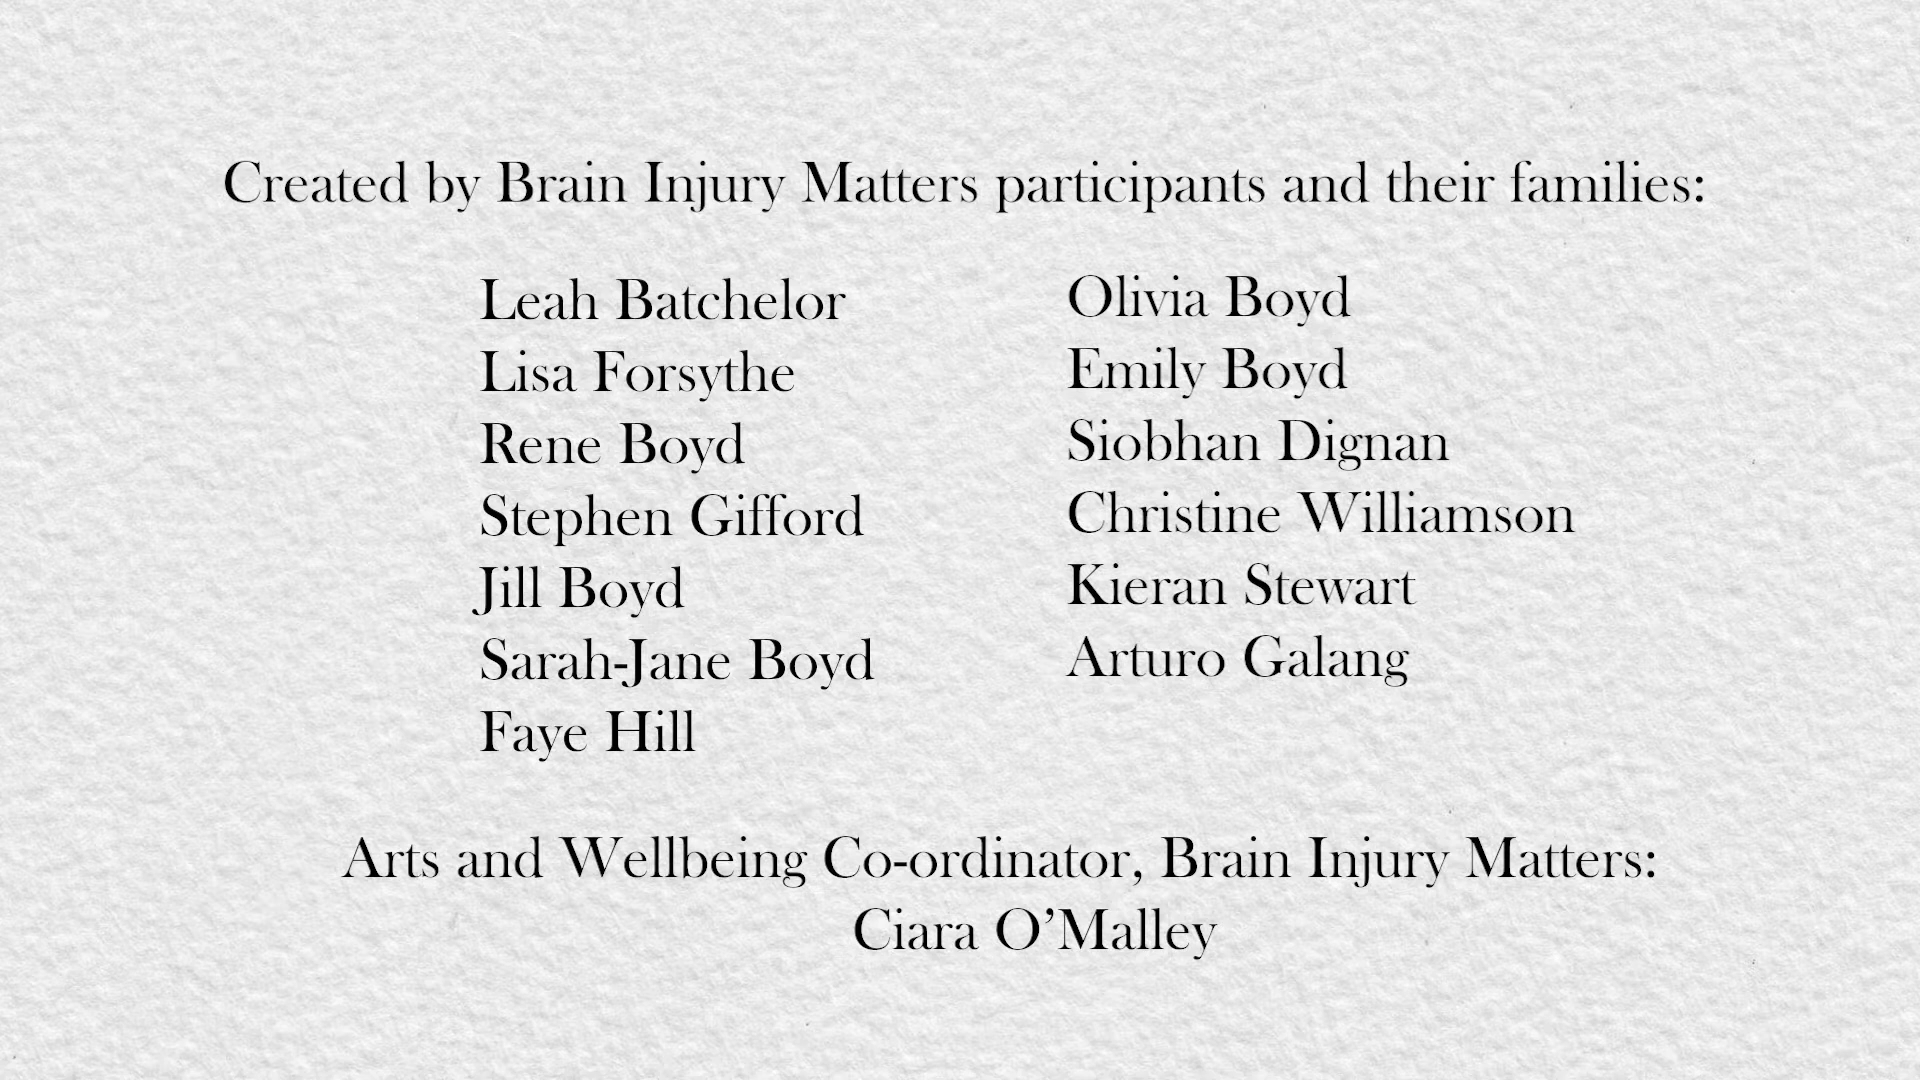 Created by Brain Injury Matters participants and their families:
Leah Batchelor
Lisa Forsythe
Rene Boyd
Stephen Gifford
Jill Boyd
Sarah-Jane Boyd
Faye Hill
Olivia Boyd
Emily Boyd
Siobhan Dignan
Christine Williamson
Kieran Stewart
Arturo Galang
Arts and Wellbeing Co-ordinator, Brain Injury Matters:
Ciara O’Malley